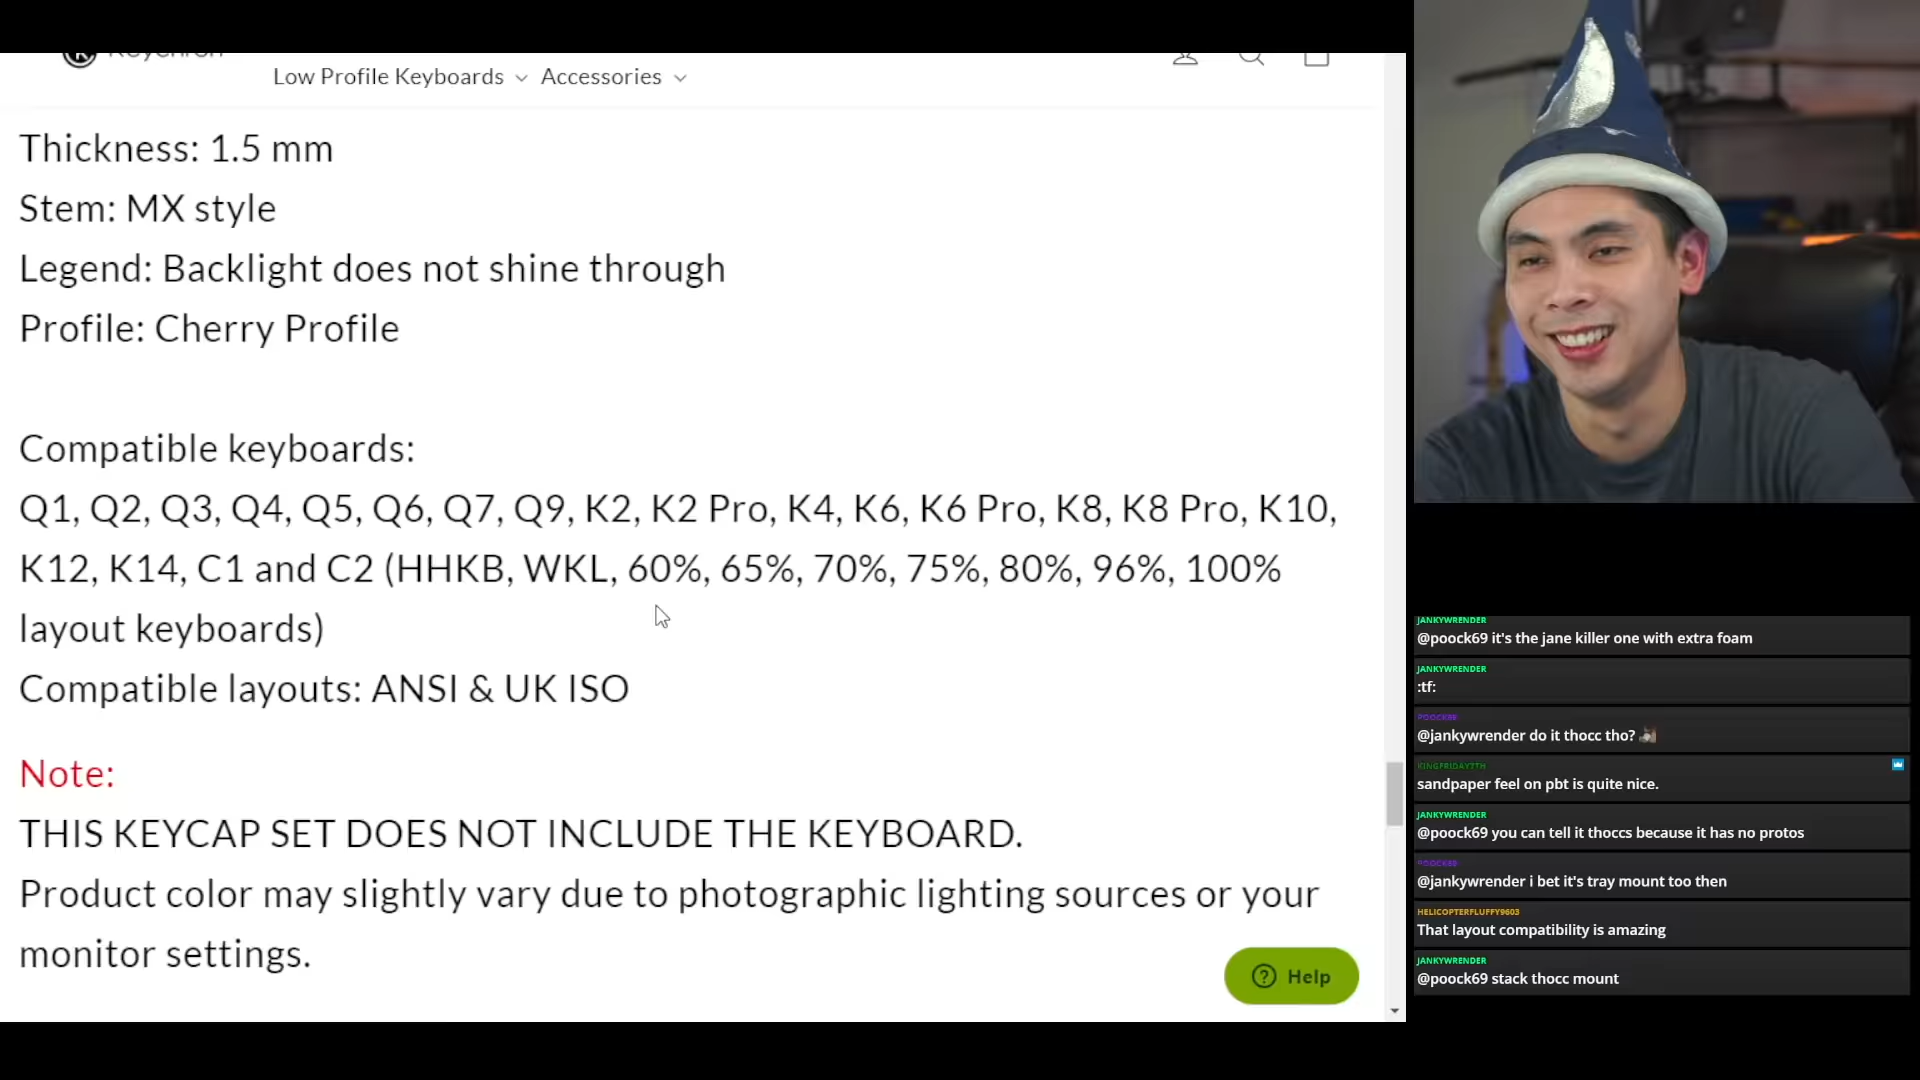 Keychron
Low Profile Keyboards
Accessories
Thickness: 1.5 mm
Stem: MX style
Legend: Backlight does not shine through
Profile: Cherry Profile
Compatible keyboards:
Q1, Q2, Q3, Q4, Q5, Q6, Q7, Q9, K2, K2 Pro, K4, K6, K6 Pro, K8, K8 Pro, K10,
K12, K14, C1 and C2 (HHKB, WKL, 60%, 65%, 70%, 75%, 80%, 96%, 100%
layout keyboards)
Compatible layouts: ANSI & UK ISO
Note:
THIS KEYCAP SET DOES NOT INCLUDE THE KEYBOARD.
Product color may slightly vary due to photographic lighting sources or your
monitor settings.
Help
JANKYWRENDER
@poock69 it's the jane killer one with extra foam
JANKYWRENDER
:tf:
POOCK69
@jankywrender do it thocc tho?
KINGFRIDAY7TH
sandpaper feel on pbt is quite nice.
JANKYWRENDER
@poock69 you can tell it thoccs because it has no protos
POOCK69
@jankywrender i bet it's tray mount too then
HELICOPTERFLUFFY9603
That layout compatibility is amazing
JANKYWRENDER
@poock69 stack thocc mount